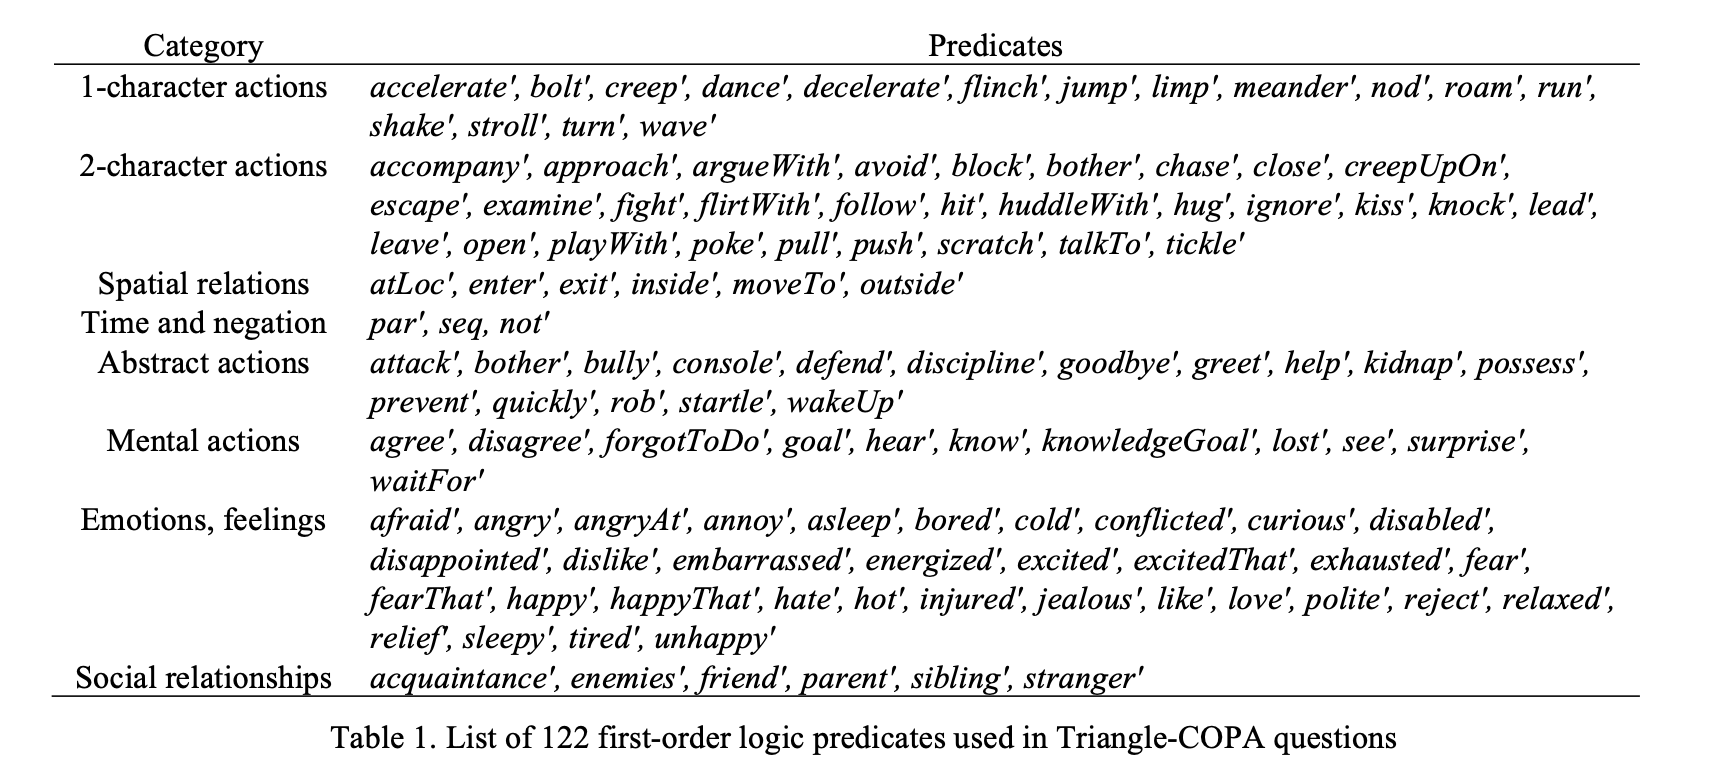 Category Predicates
1-character actions accelerate', bolt', creep', dance', decelerate', flinch', jump', limp', meander', nod', roam', run',
shake', stroll', turn', wave'
2-character actions accompany', approach', argueWith', avoid', block', bother', chase', close', creepUpOn',
escape', examine', fight', flirtWith', follow', hit', huddleWith', hug', ignore', kiss', knock', lead',
leave', open', playWith', poke', pull', push', scratch', talkTo', tickle'
Spatial relations atLoc', enter', exit', inside', moveTo', outside'
Time and negation par', seq, not'
Abstract actions attack', bother', bully', console', defend', discipline', goodbye', greet', help', kidnap', possess',
prevent', quickly', rob', startle', wakeUp'
Mental actions agree', disagree', forgotToDo', goal', hear', know', knowledgeGoal', lost', see', surprise',
waitFor'
Emotions, feelings afraid', angry', angryAt', annoy', asleep', bored', cold', conflicted', curious', disabled',
disappointed', dislike', embarrassed', energized', excited', excitedThat', exhausted', fear',
fearThat', happy', happyThat', hate', hot', injured', jealous', like', love', polite', reject', relaxed',
relief', sleepy', tired', unhappy'
Social relationships acquaintance', enemies', friend', parent', sibling', stranger'
Table 1. List of 122 first-order logic predicates used in Triangle-COPA questions